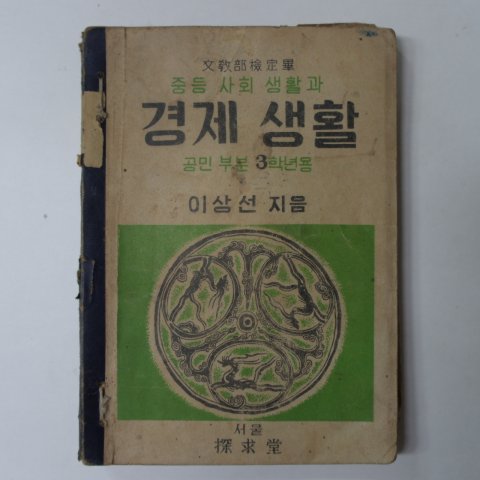 文敎部檢定畢
중등 사회 생활과
경제 생활
공민 부분 3학년용
이상선 지음
서울
探求堂